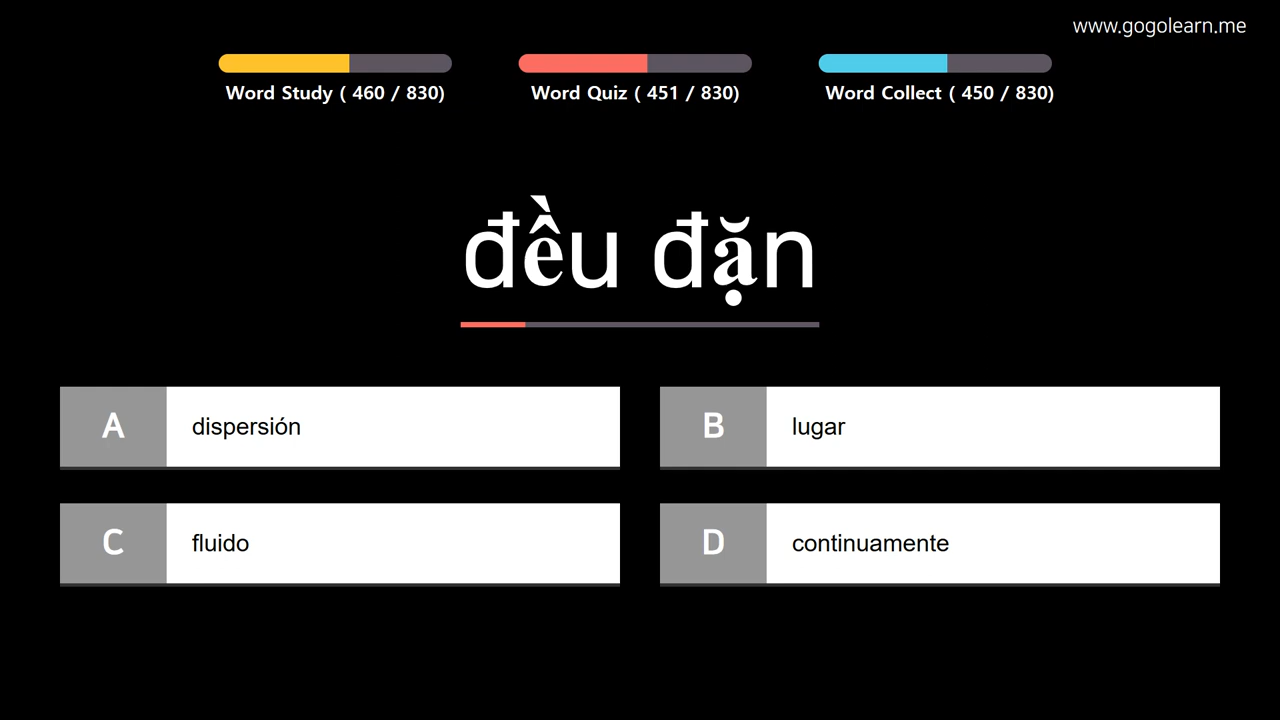 www.gogolearn.me
Word Study ( 460 / 830)
Word Quiz ( 451 / 830)
Word Collect ( 450 / 830)
đều đặn
A dispersión
B lugar
C fluido
D continuamente